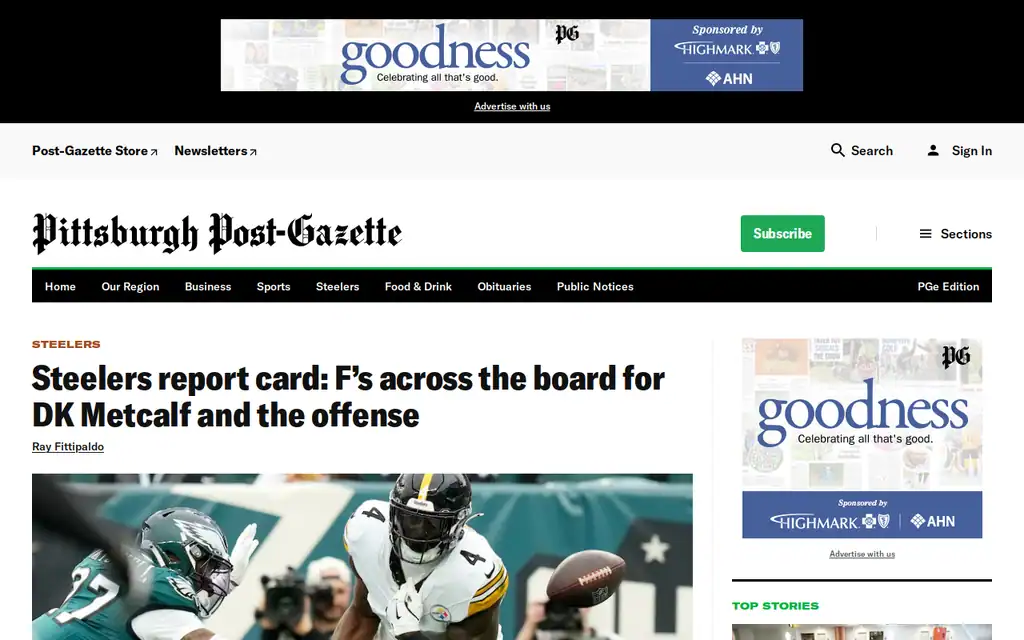 goodness
Celebrating all that's good.
PG
Sponsored by
HIGHMARK
AHN
Advertise with us
Post-Gazette Store
Newsletters
Search
Sign In
Pittsburgh Post-Gazette
Subscribe
Sections
Home
Our Region
Business
Sports
Steelers
Food & Drink
Obituaries
Public Notices
PGe Edition
STEELERS
Steelers report card: F's across the board for
DK Metcalf and the offense
Ray Fittipaldo
4
4
27
PG
goodness
Celebrating all that's good.
Sponsored by
HIGHMARK
AHN
Advertise with us
TOP STORIES